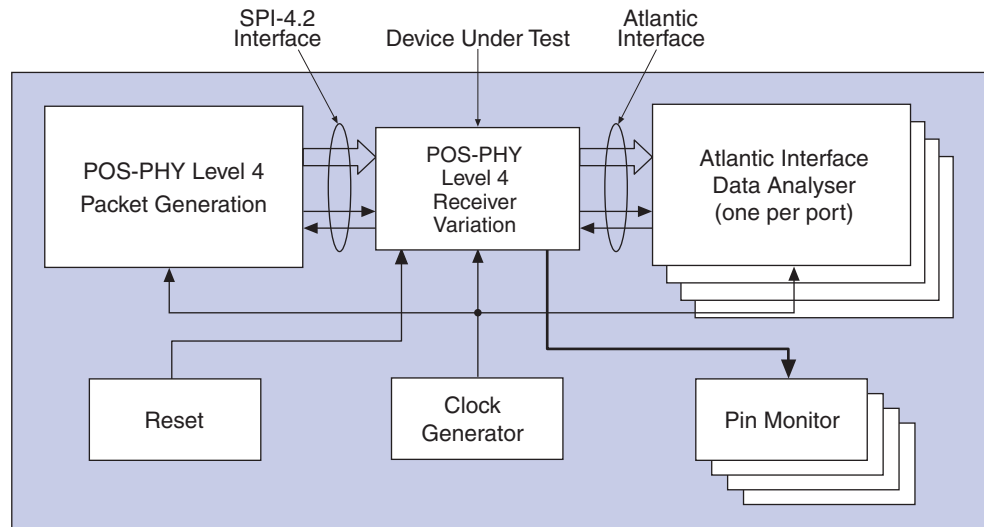 SPI-4.2
Interface
Device Under Test
Atlantic
Interface
POS-PHY Level 4
Packet Generation
POS-PHY
Level 4
Receiver
Variation
Atlantic Interface
Data Analyser
(one per port)
Reset
Clock
Generator
Pin Monitor